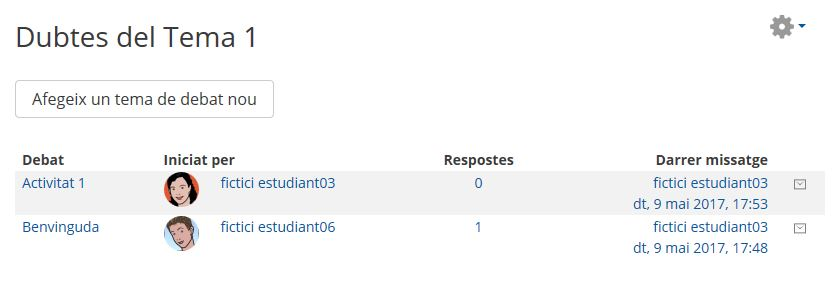 Dubtes del Tema 1
Afegeix un tema de debat nou
Debat Iniciat per Respostes Darrer missatge
Activitat 1 fictici estudiant03 0 fictici estudiant03
dt, 9 mai 2017, 17:53
Benvinguda fictici estudiant06 1 fictici estudiant03
dt, 9 mai 2017, 17:48